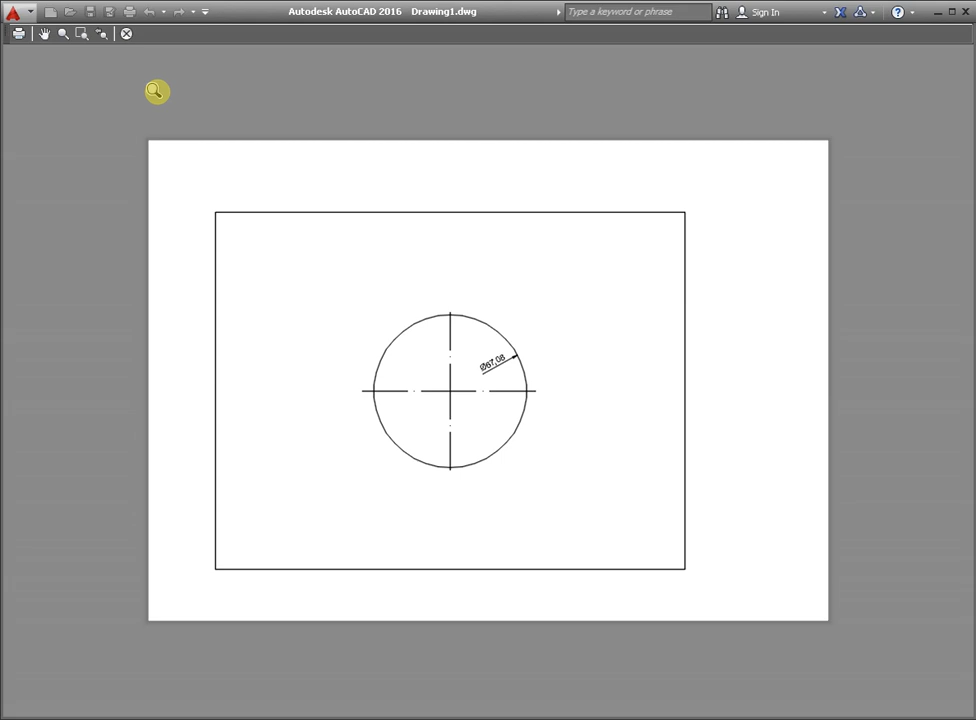 Autodesk AutoCAD 2016 Drawing1.dwg
Type a keyword or phrase
Sign In
Ø67,08